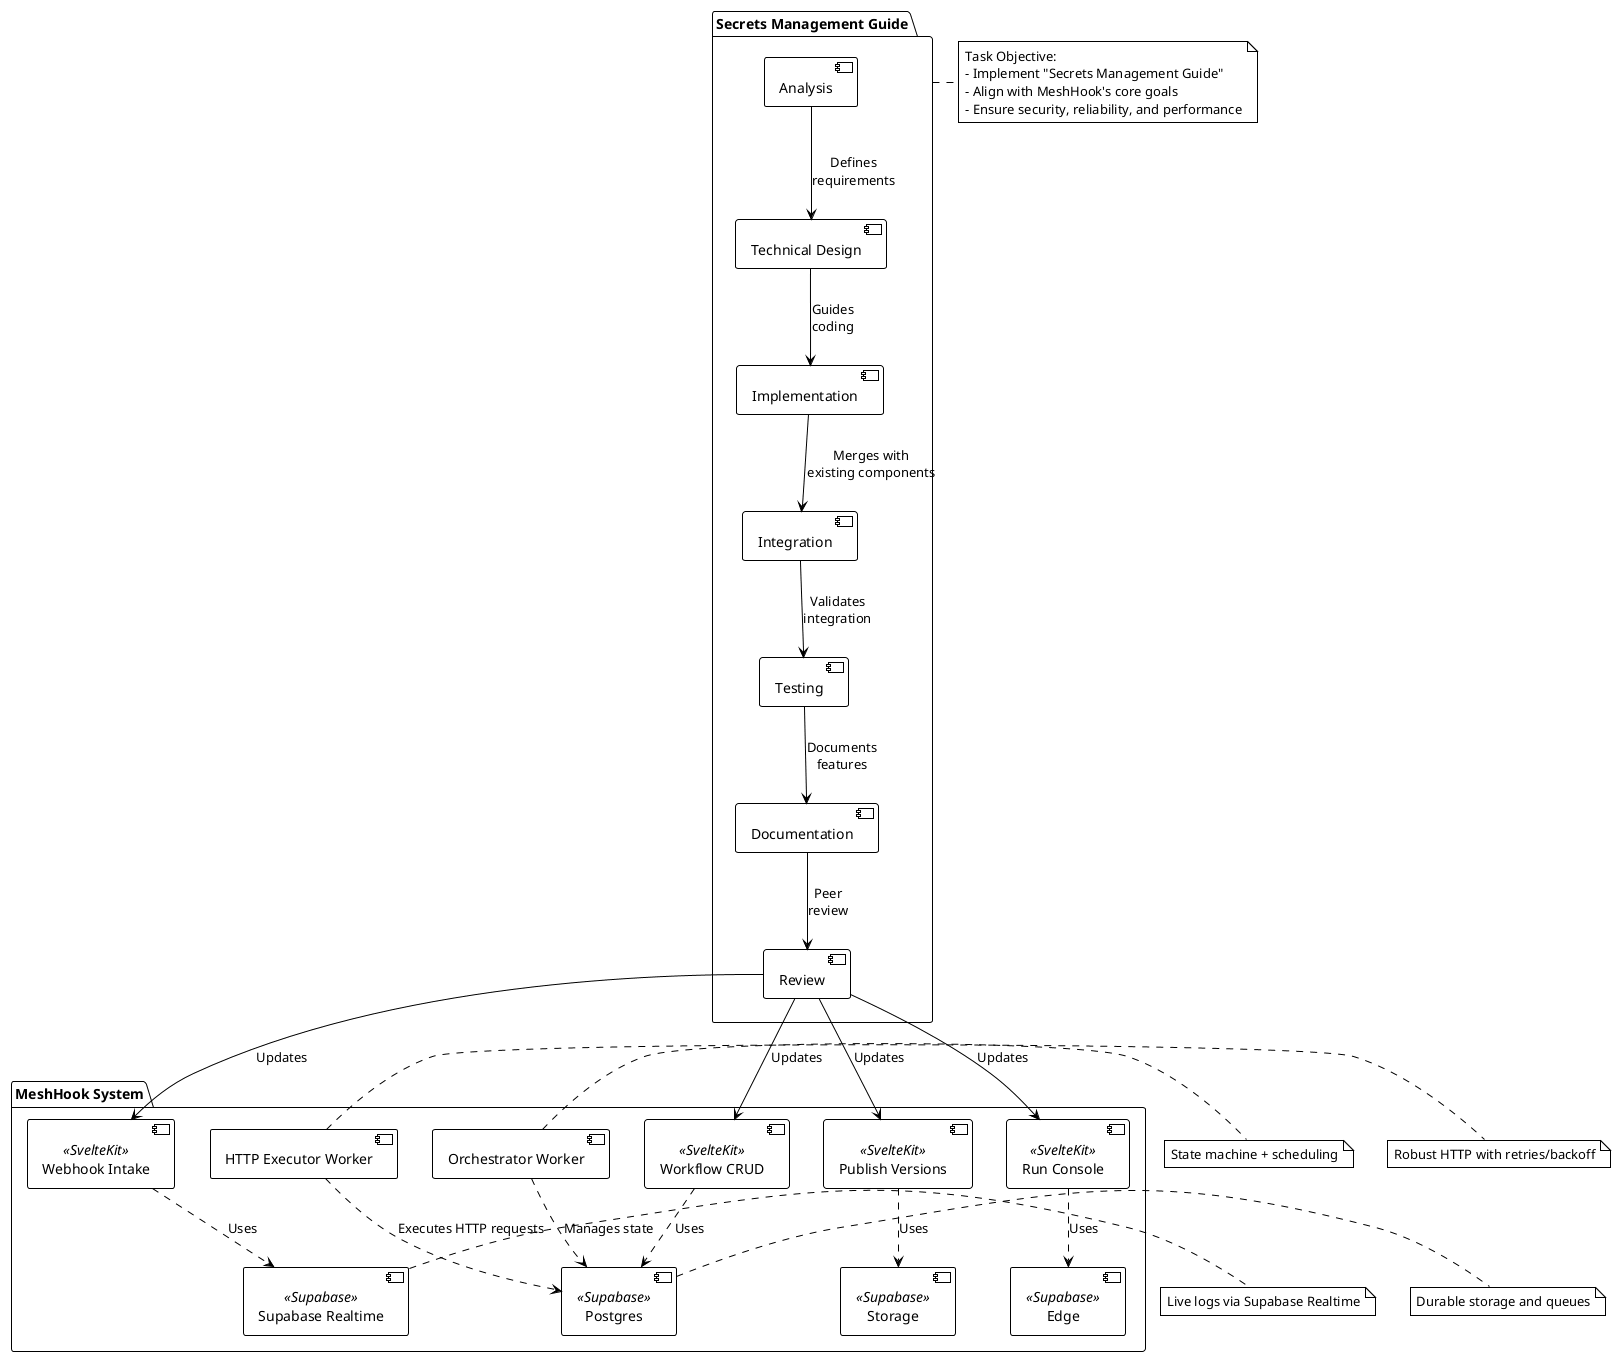 Secrets Management Guide
Task Objective:
- Implement "Secrets Management Guide"
- Align with MeshHook's core goals
- Ensure security, reliability, and performance
Analysis
Defines
requirements
Technical Design
Guides
coding
Implementation
Merges with
existing components
Integration
Validates
integration
Testing
Documents
features
Documentation
Peer
review
Review
Updates
Updates
Updates
Updates
MeshHook System
«SvelteKit»
Webhook Intake
HTTP Executor Worker
Orchestrator Worker
«SvelteKit»
Workflow CRUD
«SvelteKit»
Publish Versions
«SvelteKit»
Run Console
State machine + scheduling
Robust HTTP with retries/backoff
Uses
Executes HTTP requests
Manages state
Uses
Uses
Uses
«Supabase»
Supabase Realtime
«Supabase»
Postgres
«Supabase»
Storage
«Supabase»
Edge
Live logs via Supabase Realtime
Durable storage and queues